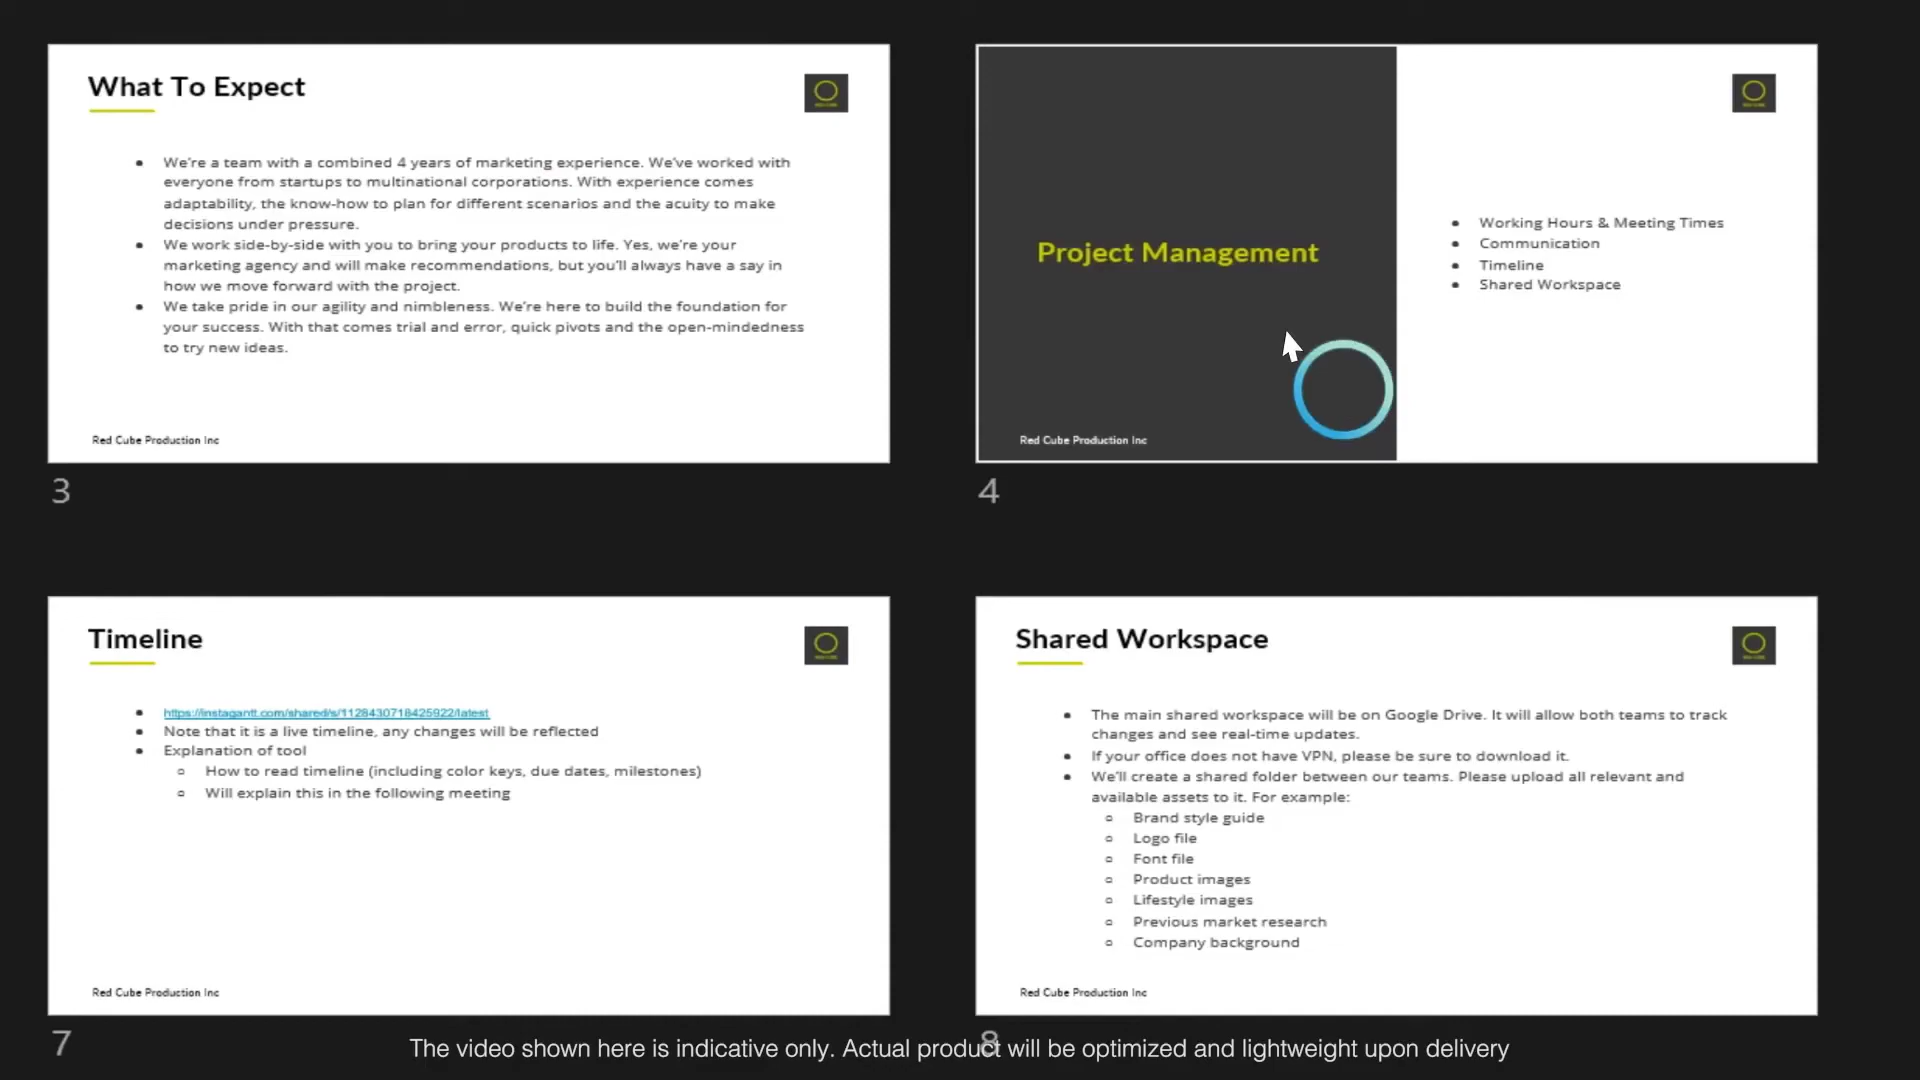 What To Expect
We're a team with a combined 4 years of marketing experience. We've worked with
everyone from startups to multinational corporations. With experience comes
adaptability, the know-how to plan for different scenarios and the acuity to make
decisions under pressure.
We work side-by-side with you to bring your products to life. Yes, we're your
marketing agency and will make recommendations, but you'll always have a say in
how we move forward with the project.
We take pride in our agility and nimbleness. We're here to build the foundation for
your success. With that comes trial and error, quick pivots and the open-mindedness
to try new ideas.
Red Cube Production Inc
3
Project Management
Working Hours & Meeting Times
Communication
Timeline
Shared Workspace
Red Cube Production Inc
4
Timeline
https://instagantt.com/shared/s/1128430718425922/latest
Note that it is a live timeline, any changes will be reflected
Explanation of tool
How to read timeline (including color keys, due dates, milestones)
Will explain this in the following meeting
Red Cube Production Inc
7
Shared Workspace
The main shared workspace will be on Google Drive. It will allow both teams to track
changes and see real-time updates.
If your office does not have VPN, please be sure to download it.
We'll create a shared folder between our teams. Please upload all relevant and
available assets to it. For example:
Brand style guide
Logo file
Font file
Product images
Lifestyle images
Previous market research
Company background
Red Cube Production Inc
8
The video shown here is indicative only. Actual product will be optimized and lightweight upon delivery